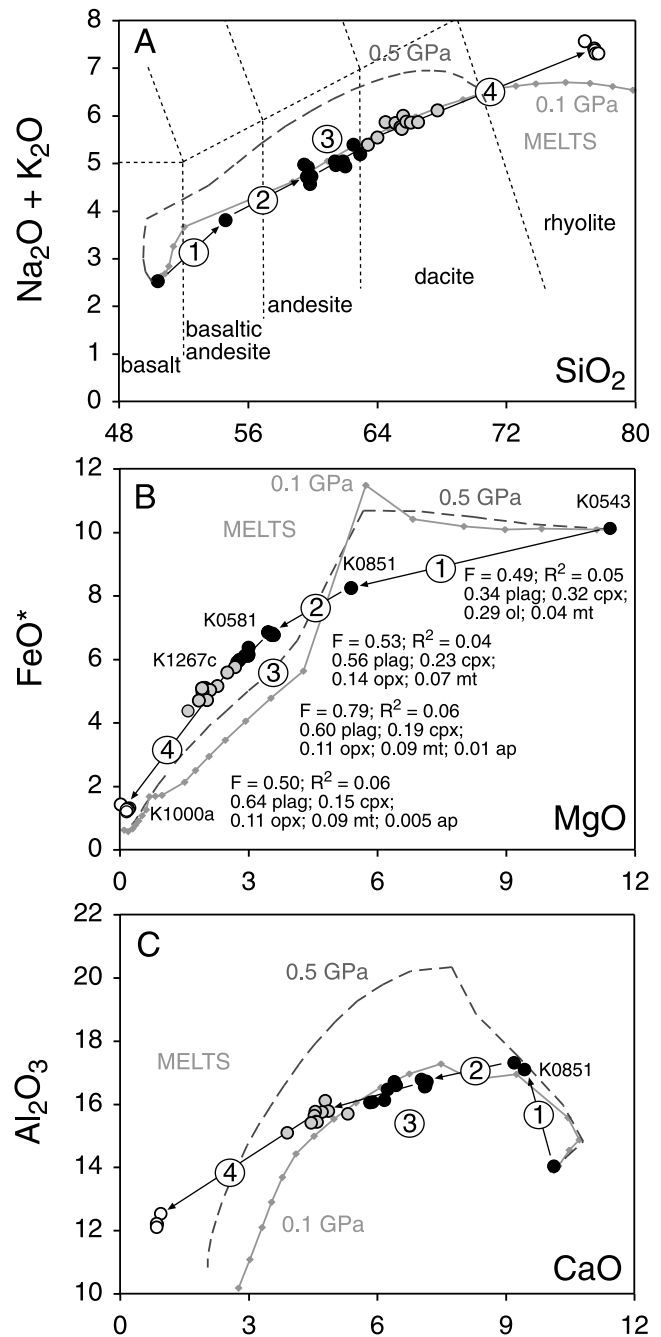 A
8
7
6
5
4
3
2
1
0
Na2O + K2O
0.5 GPa
0.1 GPa
MELTS
4
3
2
1
rhyolite
dacite
andesite
basaltic
andesite
basalt
SiO2
48
56
64
72
80
B
12
10
8
6
4
2
0
FeO*
0.1 GPa
0.5 GPa
MELTS
K0543
K0851
1
F = 0.49; R2 = 0.05
0.34 plag; 0.32 cpx;
0.29 ol; 0.04 mt
K0581
2
K1267c
F = 0.53; R2 = 0.04
0.56 plag; 0.23 cpx;
0.14 opx; 0.07 mt
3
F = 0.79; R2 = 0.06
0.60 plag; 0.19 cpx;
0.11 opx; 0.09 mt; 0.01 ap
4
F = 0.50; R2 = 0.06
0.64 plag; 0.15 cpx;
0.11 opx; 0.09 mt; 0.005 ap
K1000a
MgO
0
3
6
9
12
C
22
20
18
16
14
12
10
Al2O3
0.5 GPa
MELTS
K0851
2
1
3
4
0.1 GPa
CaO
0
3
6
9
12